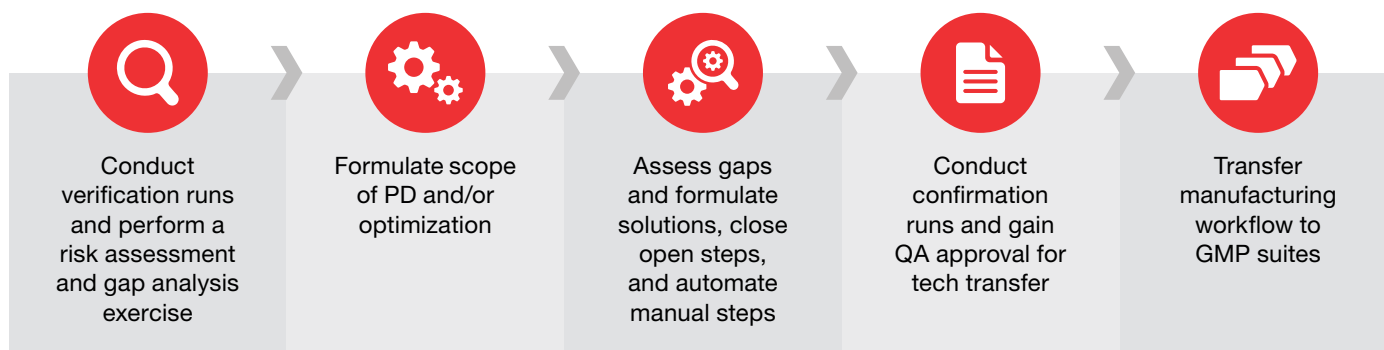 Conduct
verification runs
and perform a
risk assessment
and gap analysis
exercise
Formulate scope
of PD and/or
optimization
Assess gaps
and formulate
solutions, close
open steps,
and automate
manual steps
Conduct
confirmation
runs and gain
QA approval for
tech transfer
Transfer
manufacturing
workflow to
GMP suites